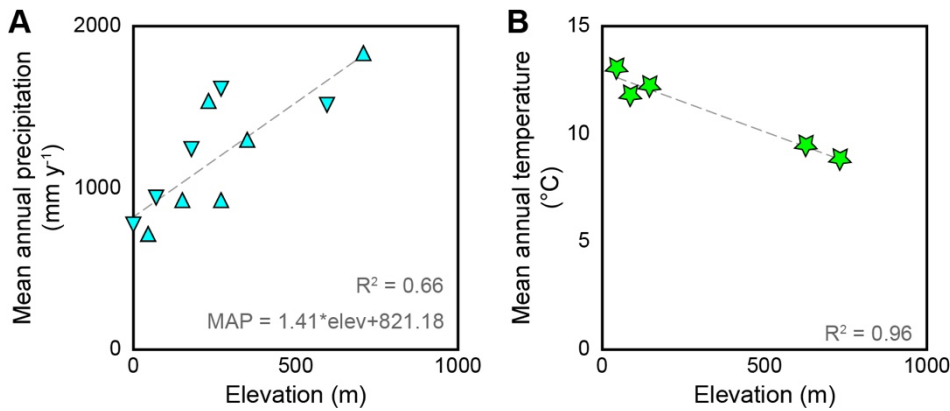 A
Mean annual precipitation
(mm y⁻¹)
2000
1000
0
R² = 0.66
MAP = 1.41*elev+821.18
0
500
1000
Elevation (m)
B
Mean annual temperature
(°C)
15
10
5
0
R² = 0.96
0
500
1000
Elevation (m)